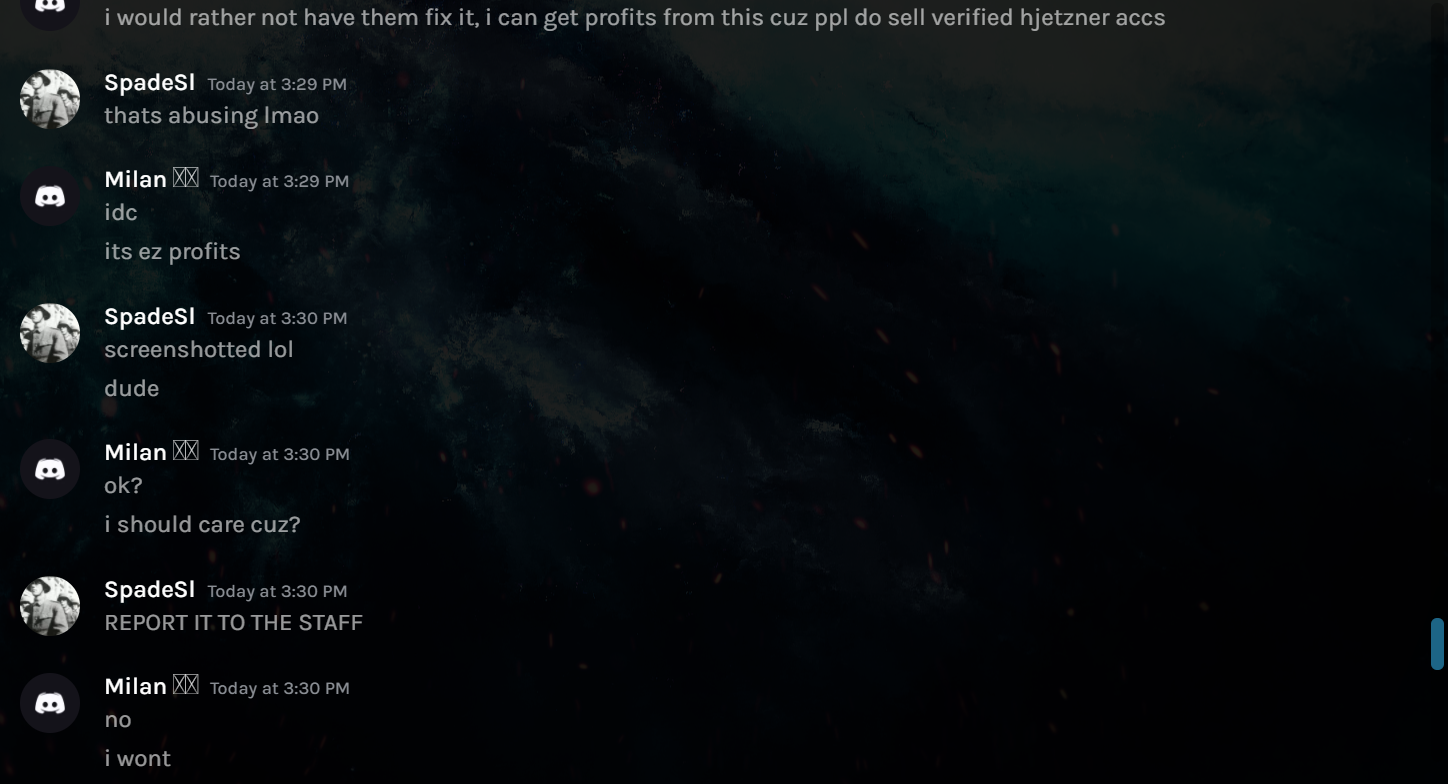 i would rather not have them fix it, i can get profits from this cuz ppl do sell verified hjetzner accs
SpadeSl Today at 3:29 PM
thats abusing lmao
Milan Today at 3:29 PM
idc
its ez profits
SpadeSl Today at 3:30 PM
screenshotted lol
dude
Milan Today at 3:30 PM
ok?
i should care cuz?
SpadeSl Today at 3:30 PM
REPORT IT TO THE STAFF
Milan Today at 3:30 PM
no
i wont